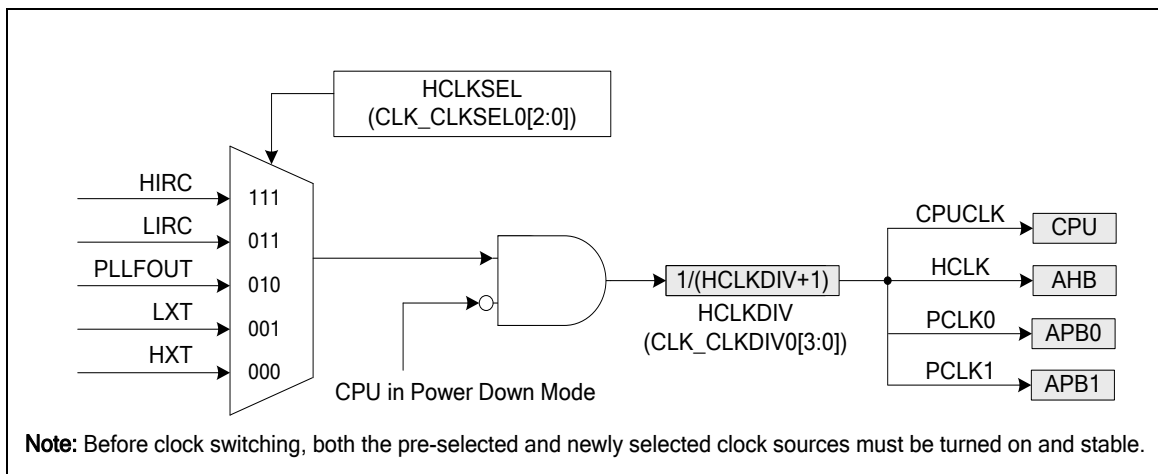 HCLKSEL
(CLK_CLKSEL0[2:0])
HIRC
111
LIRC
011
PLLFOUT
010
LXT
001
HXT
000
CPU in Power Down Mode
1/(HCLKDIV+1)
HCLKDIV
(CLK_CLKDIV0[3:0])
CPUCLK
CPU
HCLK
AHB
PCLK0
APB0
PCLK1
APB1
Note: Before clock switching, both the pre-selected and newly selected clock sources must be turned on and stable.